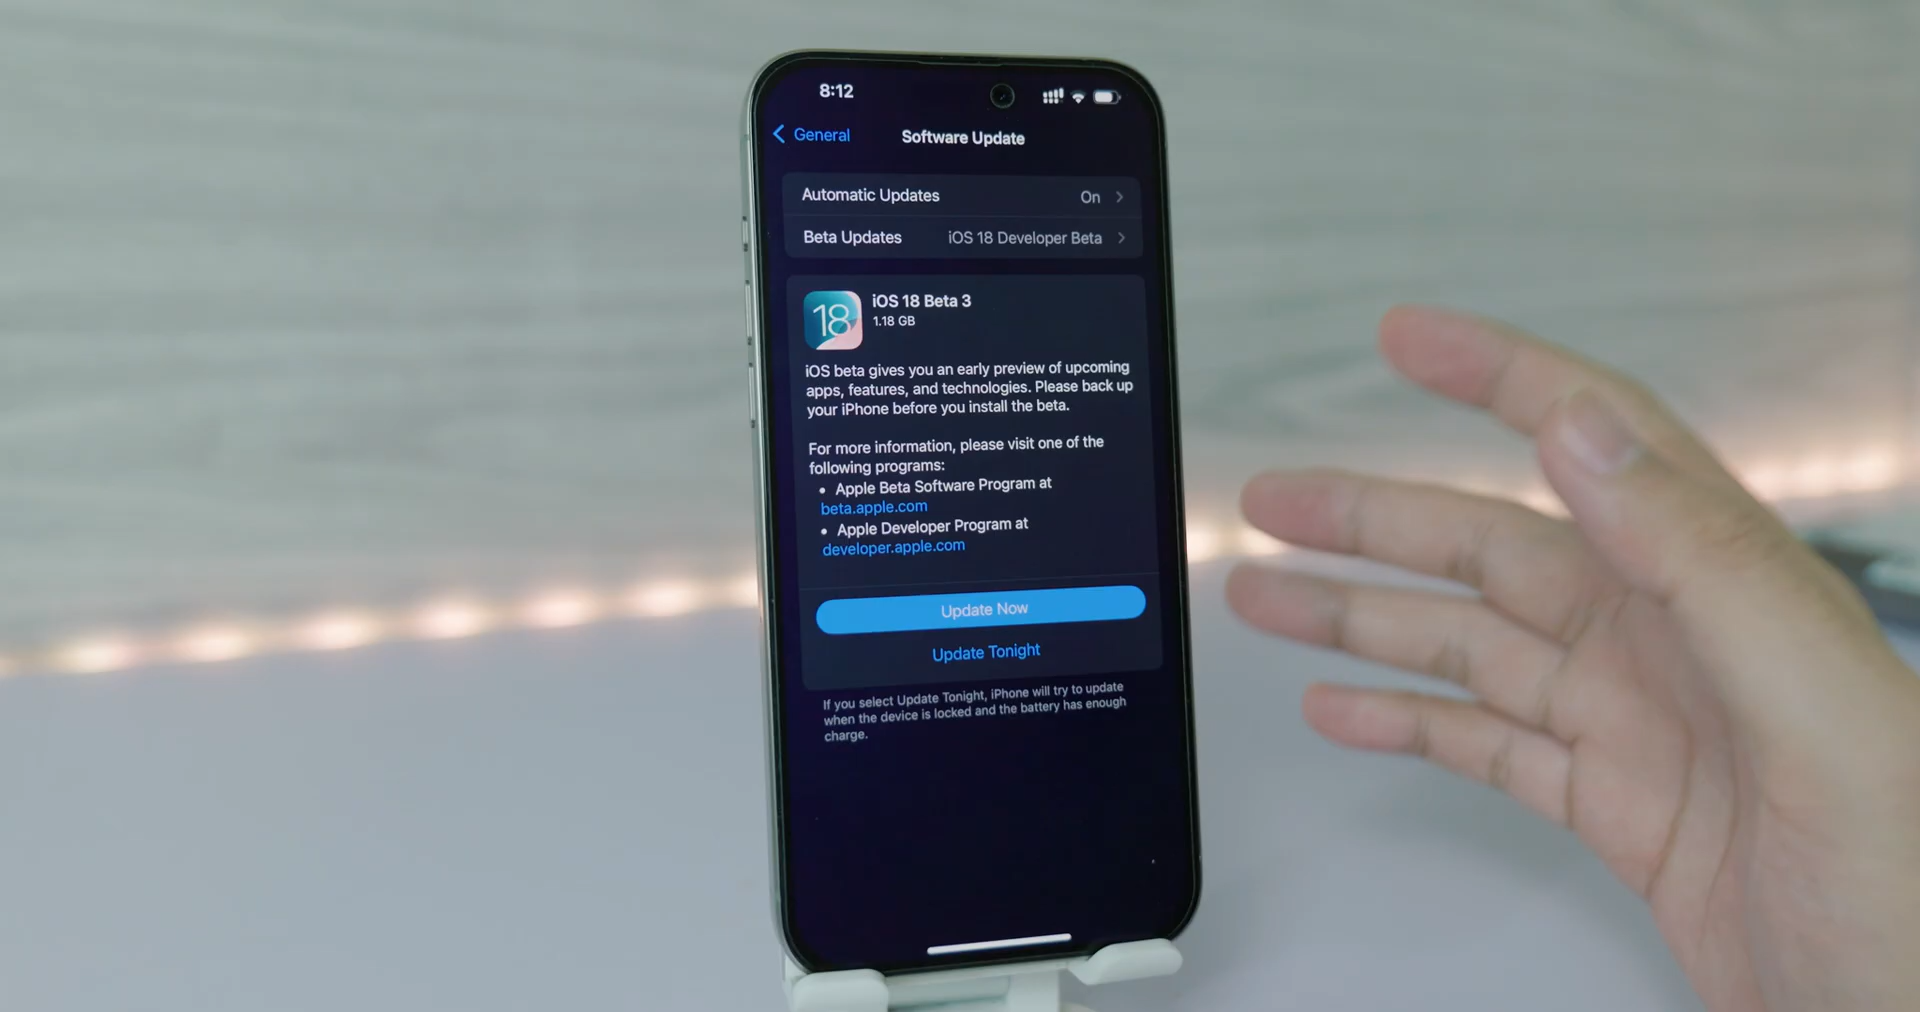 8:12
General
Software Update
Automatic Updates On
Beta Updates iOS 18 Developer Beta
18
iOS 18 Beta 3
1.18 GB
iOS beta gives you an early preview of upcoming
apps, features, and technologies. Please back up
your iPhone before you install the beta.
For more information, please visit one of the
following programs:
• Apple Beta Software Program at
beta.apple.com
• Apple Developer Program at
developer.apple.com
Update Now
Update Tonight
If you select Update Tonight, iPhone will try to update
when the device is locked and the battery has enough
charge.